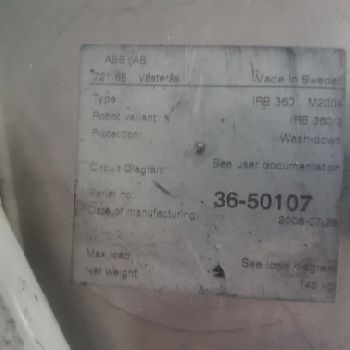 ABB AB
721 68 Västerås Made in Sweden
Type: IRB 360 M2004
Robot variant: IRB 360/3
Protection: Wash-down
Circuit Diagram: See user documentation
Serial no: 36-50107
Date of manufacturing: 2008-07-28
Max load: See load diagram
Net weight: 145 kg